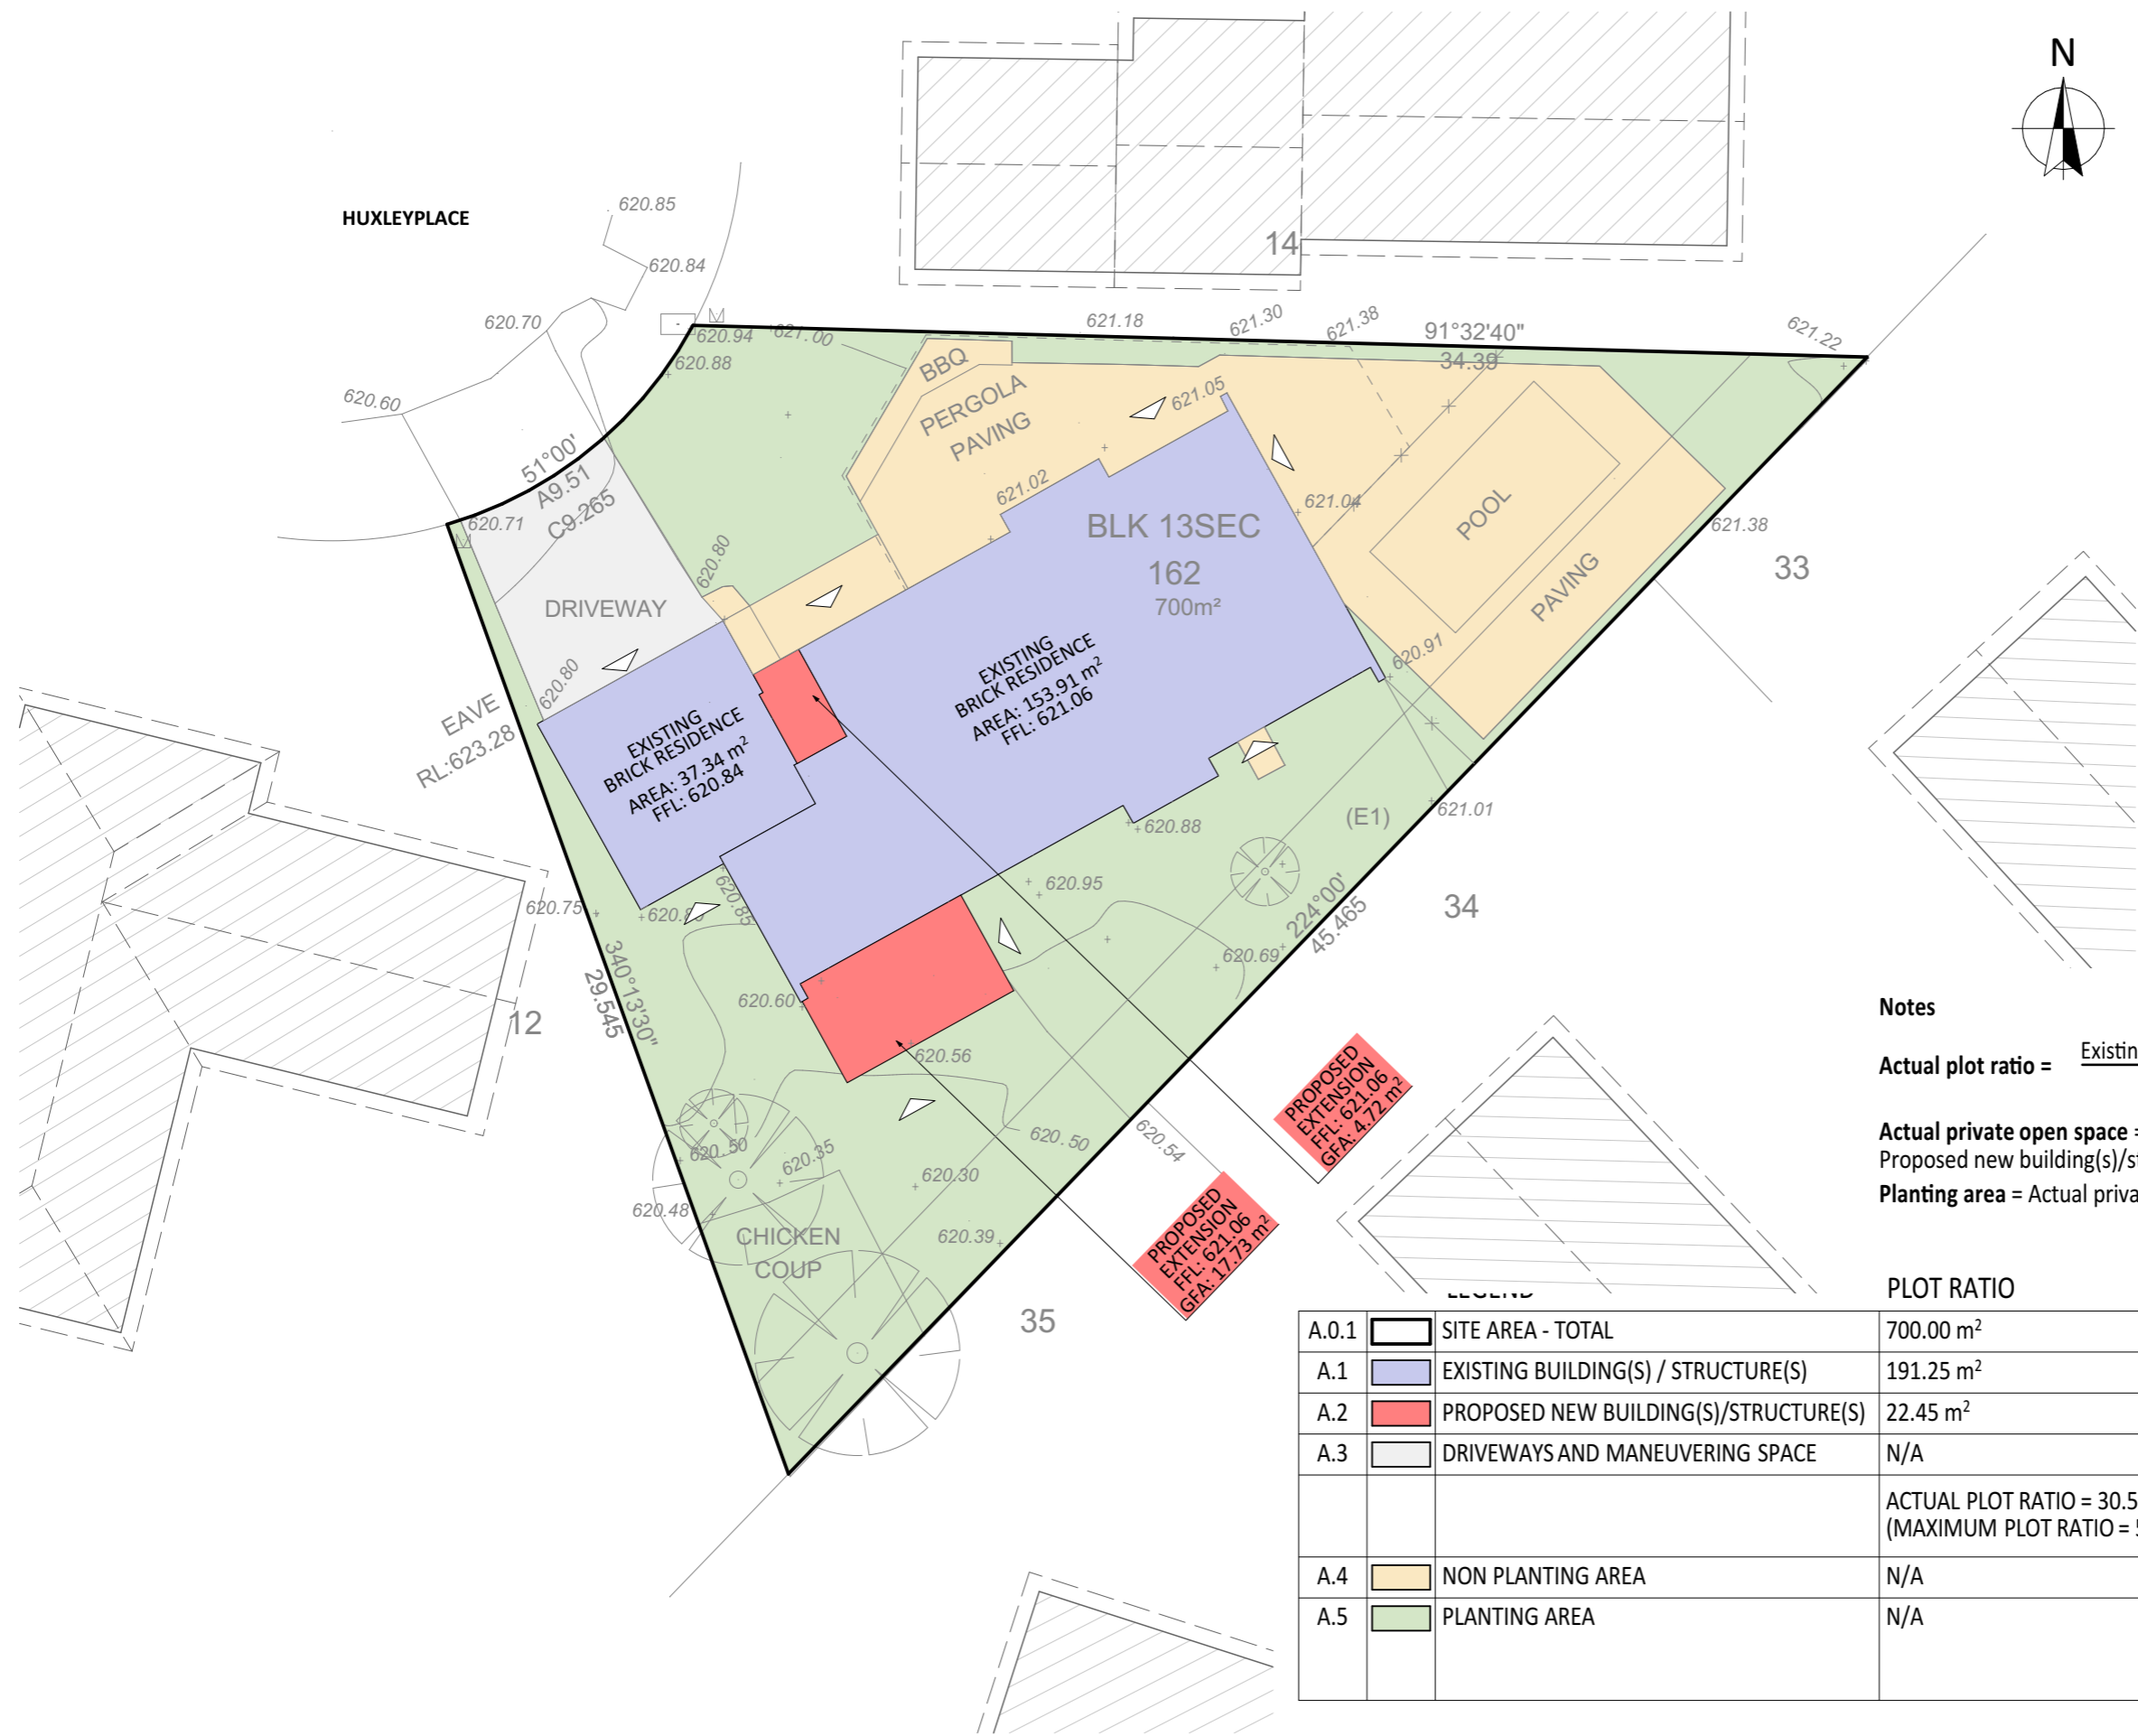 N
HUXLEYPLACE
620.85
620.84
14
620.70
620.94
621.00
621.18
621.30
621.38
91°32'40"
34.39
621.22
620.88
620.60
BBQ
PERGOLA
PAVING
621.05
51°00'
A9.51
C9.265
620.71
621.02
621.04
BLK 13SEC
162
700m²
POOL
PAVING
621.38
33
620.80
DRIVEWAY
620.80
EAVE
RL:623.28
EXISTING
BRICK RESIDENCE
AREA: 37.34 m²
FFL: 620.84
EXISTING
BRICK RESIDENCE
AREA: 153.91 m²
FFL: 621.06
620.91
(E1)
621.01
620.88
620.95
34
620.75
620.85
224°00'
45.465
620.69
340°13'30"
29.545
12
620.60
620.56
620.50
620.35
620.30
620.50
620.54
620.48
620.39
CHICKEN
COUP
35
PROPOSED
EXTENSION
FFL: 621.06
GFA: 4.72 m²
PROPOSED
EXTENSION
FFL: 621.06
GFA: 17.73 m²
Notes
Actual plot ratio =
Actual private open space =
Proposed new building(s)/
Planting area = Actual
LEGEND PLOT RATIO
A.0.1 SITE AREA - TOTAL 700.00 m²
A.1 EXISTING BUILDING(S) / STRUCTURE(S) 191.25 m²
A.2 PROPOSED NEW BUILDING(S)/STRUCTURE(S) 22.45 m²
A.3 DRIVEWAYS AND MANEUVERING SPACE N/A
ACTUAL PLOT RATIO = 30.5
(MAXIMUM PLOT RATIO =
A.4 NON PLANTING AREA N/A
A.5 PLANTING AREA N/A